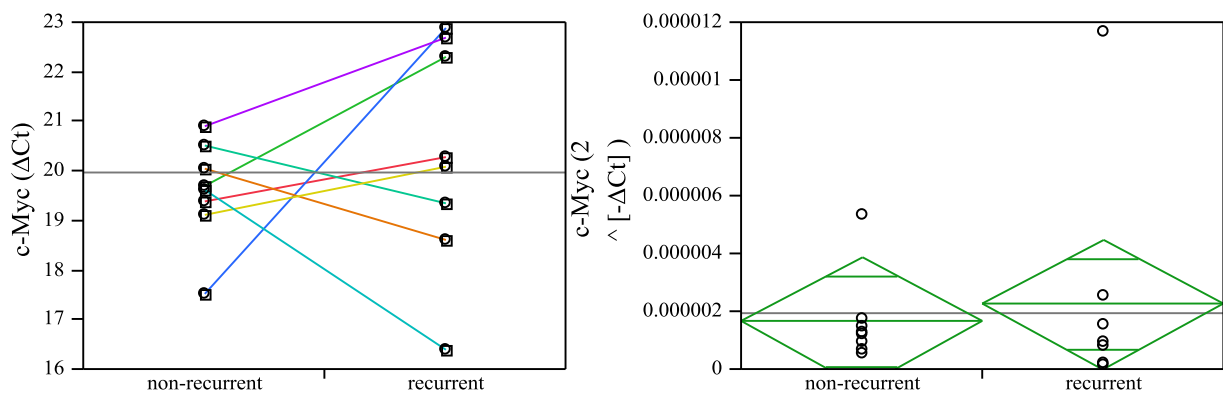 c-Myc (ΔCt)
23
22
21
20
19
18
17
16
non-recurrent
recurrent
c-Myc (2
^ [-ΔCt] )
0.000012
0.00001
0.000008
0.000006
0.000004
0.000002
0
non-recurrent
recurrent